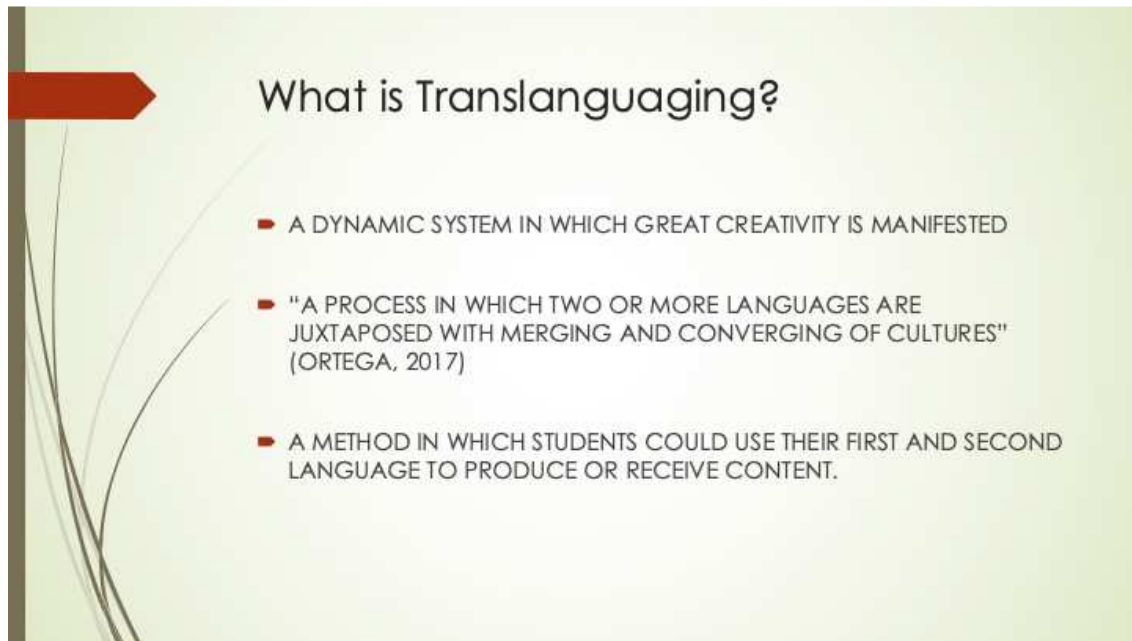 What is Translanguaging?
A DYNAMIC SYSTEM IN WHICH GREAT CREATIVITY IS MANIFESTED
“A PROCESS IN WHICH TWO OR MORE LANGUAGES ARE
JUXTAPOSED WITH MERGING AND CONVERGING OF CULTURES”
(ORTEGA, 2017)
A METHOD IN WHICH STUDENTS COULD USE THEIR FIRST AND SECOND
LANGUAGE TO PRODUCE OR RECEIVE CONTENT.